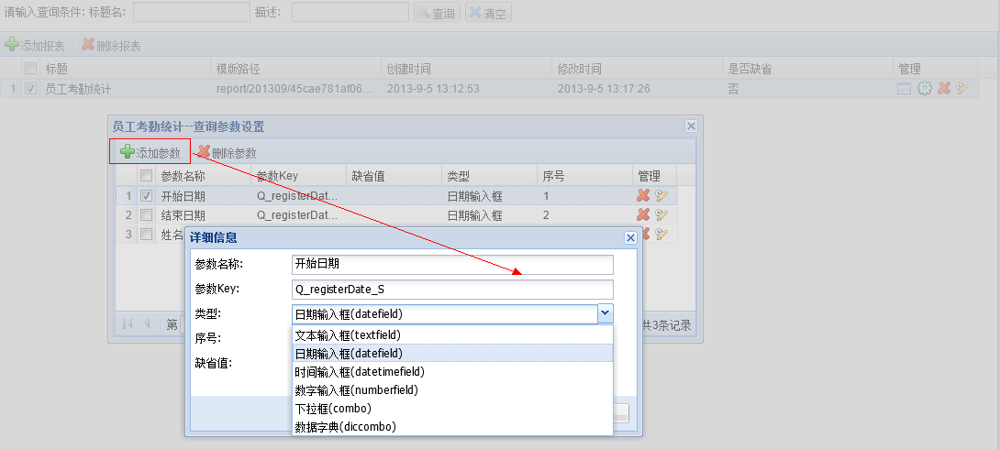 请输入查询条件: 标题名: 描述: 查询 清空
添加报表 删除报表
标题 模版路径 创建时间 修改时间 是否缺省 管理
1 员工考勤统计 report/201309/45cae781af06... 2013-9-5 13:12:53 2013-9-5 13:17:26 否
员工考勤统计--查询参数设置
添加参数 删除参数
参数名称 参数Key 缺省值 类型 序号 管理
1 开始日期 Q_registerDat... 日期输入框 1
2 结束日期 Q_registerDat... 日期输入框 2
3 姓名
详细信息
参数名称: 开始日期
参数Key: Q_registerDate_S
类型: 日期输入框(datefield)
第 共3条记录
文本输入框(textfield)
序号:
日期输入框(datefield)
缺省值:
时间输入框(datetimefield)
数字输入框(numberfield)
下拉框(combo)
数据字典(diccombo)